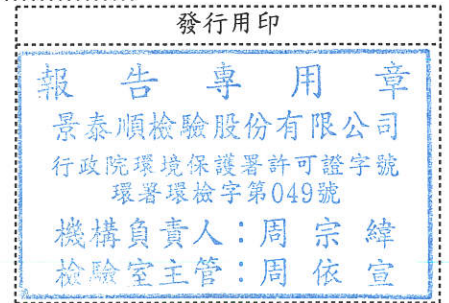 發行用印
報告專用章
景泰順檢驗股份有限公司
行政院環境保護署許可證字號
環署環檢字第049號
機構負責人：周宗緯
檢驗室主管：周依宣